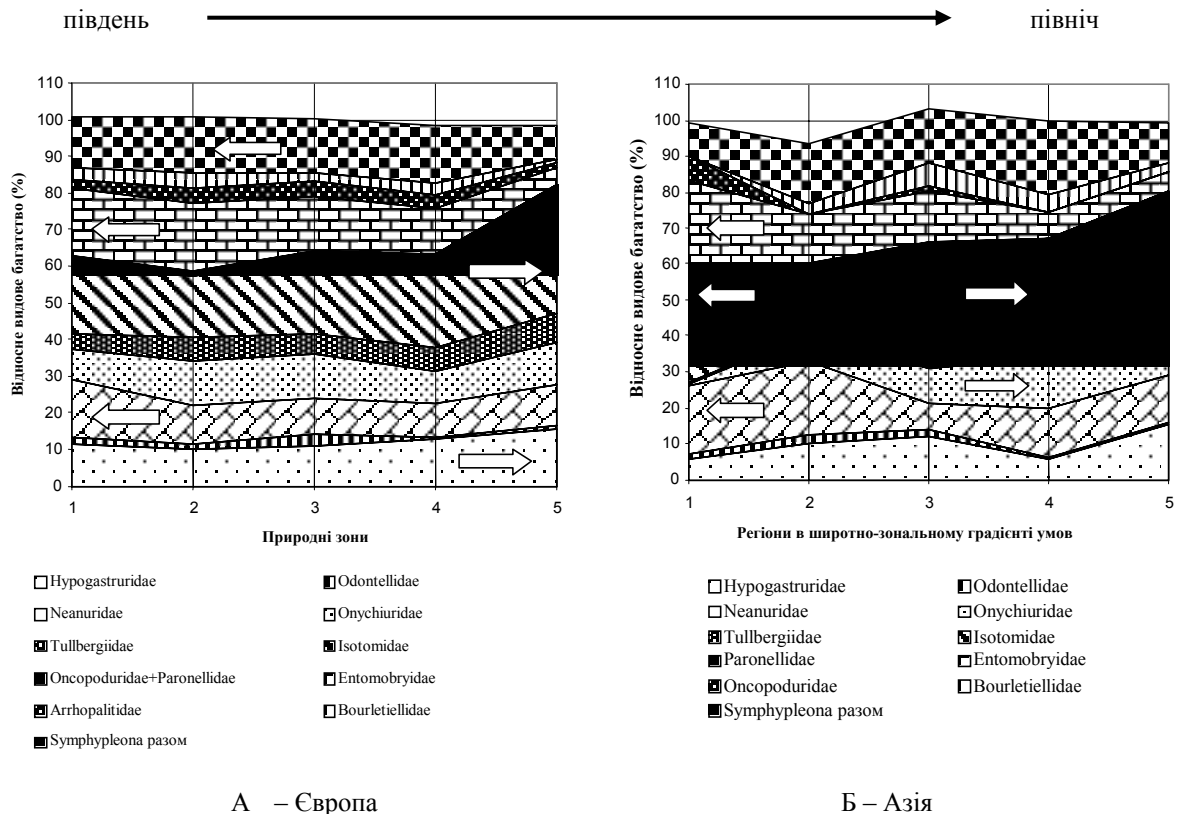 південь північ
Відносне видове багатство (%)
110
100
90
80
70
60
50
40
30
20
10
0
1 2 3 4 5
Природні зони
Hypogastruridae Odontellidae
Neanuridae Onychiuridae
Tullbergiidae Isotomidae
Oncopoduridae+Paronellidae Entomobryidae
Arrhopalitidae Bourletiellidae
Symphypleona разом
А – Європа
Відносне видове багатство (%)
110
100
90
80
70
60
50
40
30
20
10
0
1 2 3 4 5
Регіони в широтно-зональному градієнті умов
Hypogastruridae Odontellidae
Neanuridae Onychiuridae
Tullbergiidae Isotomidae
Paronellidae Entomobryidae
Oncopoduridae Bourletiellidae
Symphypleona разом
Б – Азія